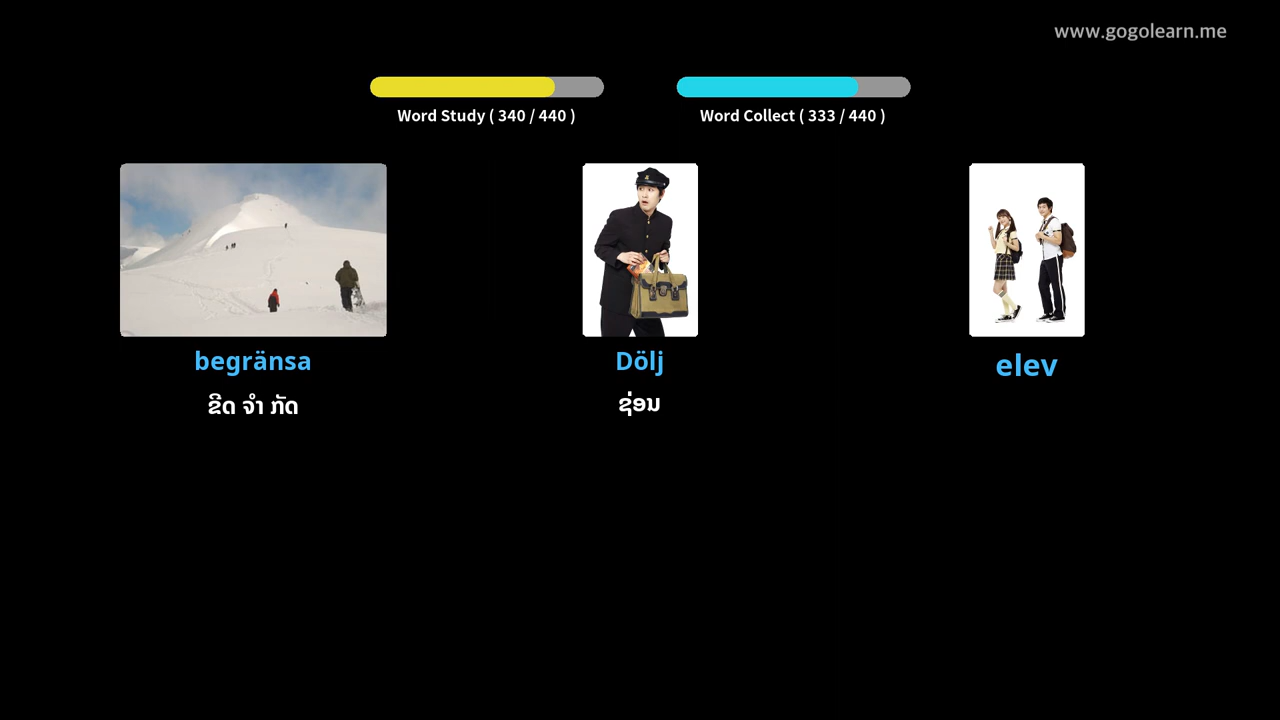 www.gogolearn.me
Word Study ( 340 / 440 )
Word Collect ( 333 / 440 )
begränsa
Dölj
elev
ຂີດ ຈຳ ກັດ
ຊ່ອນ